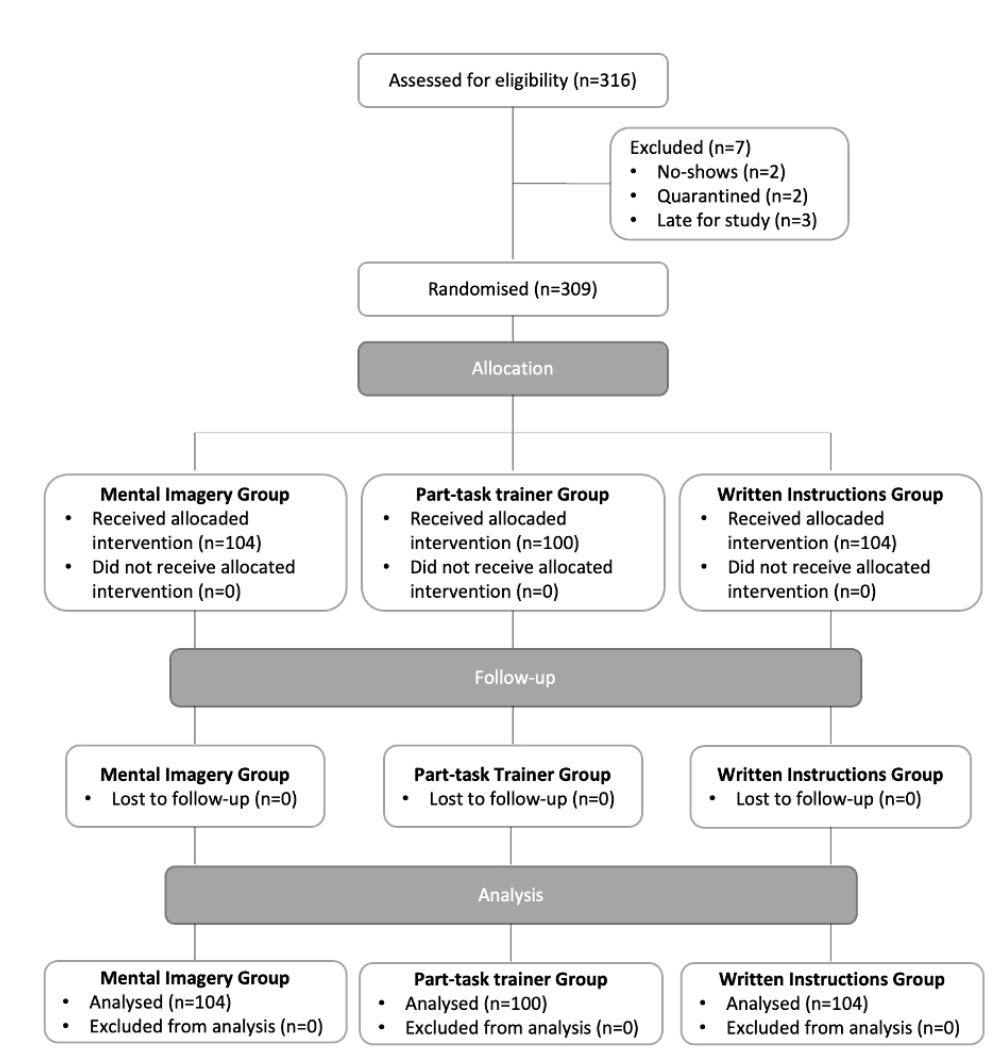 Assessed for eligibility (n=316)
Excluded (n=7)
• No-shows (n=2)
• Quarantined (n=2)
• Late for study (n=3)
Randomised (n=309)
Allocation
Mental Imagery Group
• Received allocaded
intervention (n=104)
• Did not receive allocated
intervention (n=0)
Part-task trainer Group
• Received allocaded
intervention (n=100)
• Did not receive allocated
intervention (n=0)
Written Instructions Group
• Received allocaded
intervention (n=104)
• Did not receive allocated
intervention (n=0)
Follow-up
Mental Imagery Group
• Lost to follow-up (n=0)
Part-task Trainer Group
• Lost to follow-up (n=0)
Written Instructions Group
• Lost to follow-up (n=0)
Analysis
Mental Imagery Group
• Analysed (n=104)
• Excluded from analysis (n=0)
Part-task trainer Group
• Analysed (n=100)
• Excluded from analysis (n=0)
Written Instructions Group
• Analysed (n=104)
• Excluded from analysis (n=0)